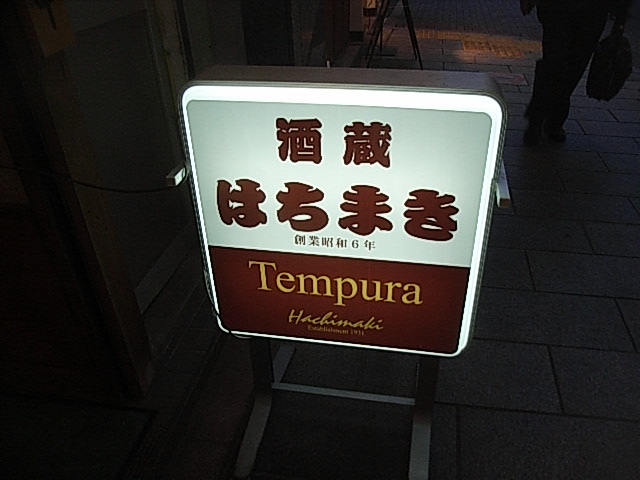 酒蔵
はちまき
創業昭和6年
Tempura
Hachimaki
Establishment 1931